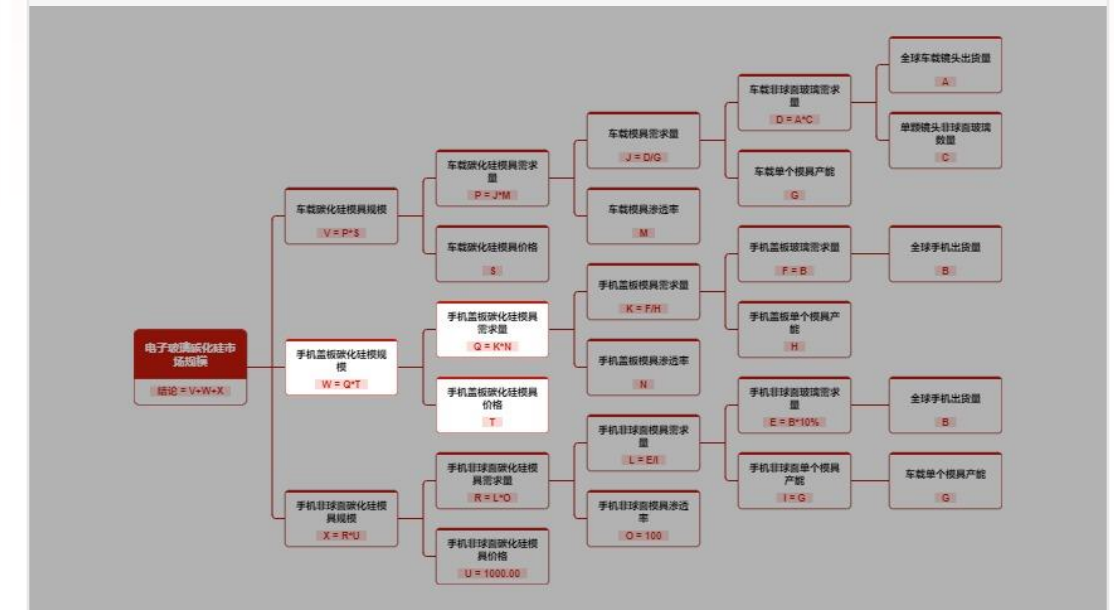 全球车载镜头出货量
A
车载非球面玻璃需求
量
D = A*C
单颗镜头非球面玻璃
数量
C
车载模具需求量
J = D/G
车载单个模具产能
G
车载碳化硅模具需求
量
P = J*M
车载模具渗透率
M
车载碳化硅模具规模
V = P*S
车载碳化硅模具价格
S
手机盖板玻璃需求量
F = B
全球手机出货量
B
手机盖板模具需求量
K = F/H
手机盖板单个模具产
能
H
手机盖板碳化硅模具
需求量
Q = K*N
手机盖板模具渗透率
N
电子玻璃碳化硅市
场规模
结论 = V+W+X
手机盖板碳化硅模规
模
W = Q*T
手机盖板碳化硅模具
价格
T
手机非球面玻璃需求
量
E = B*10%
全球手机出货量
B
手机非球面模具需求
量
L = E/I
手机非球面单个模具
产能
I = G
车载单个模具产能
G
手机非球面碳化硅模
具需求量
R = L*O
手机非球面模具渗透
率
O = 100
手机非球面碳化硅模
具规模
X = R*U
手机非球面碳化硅模
具价格
U = 1000.00